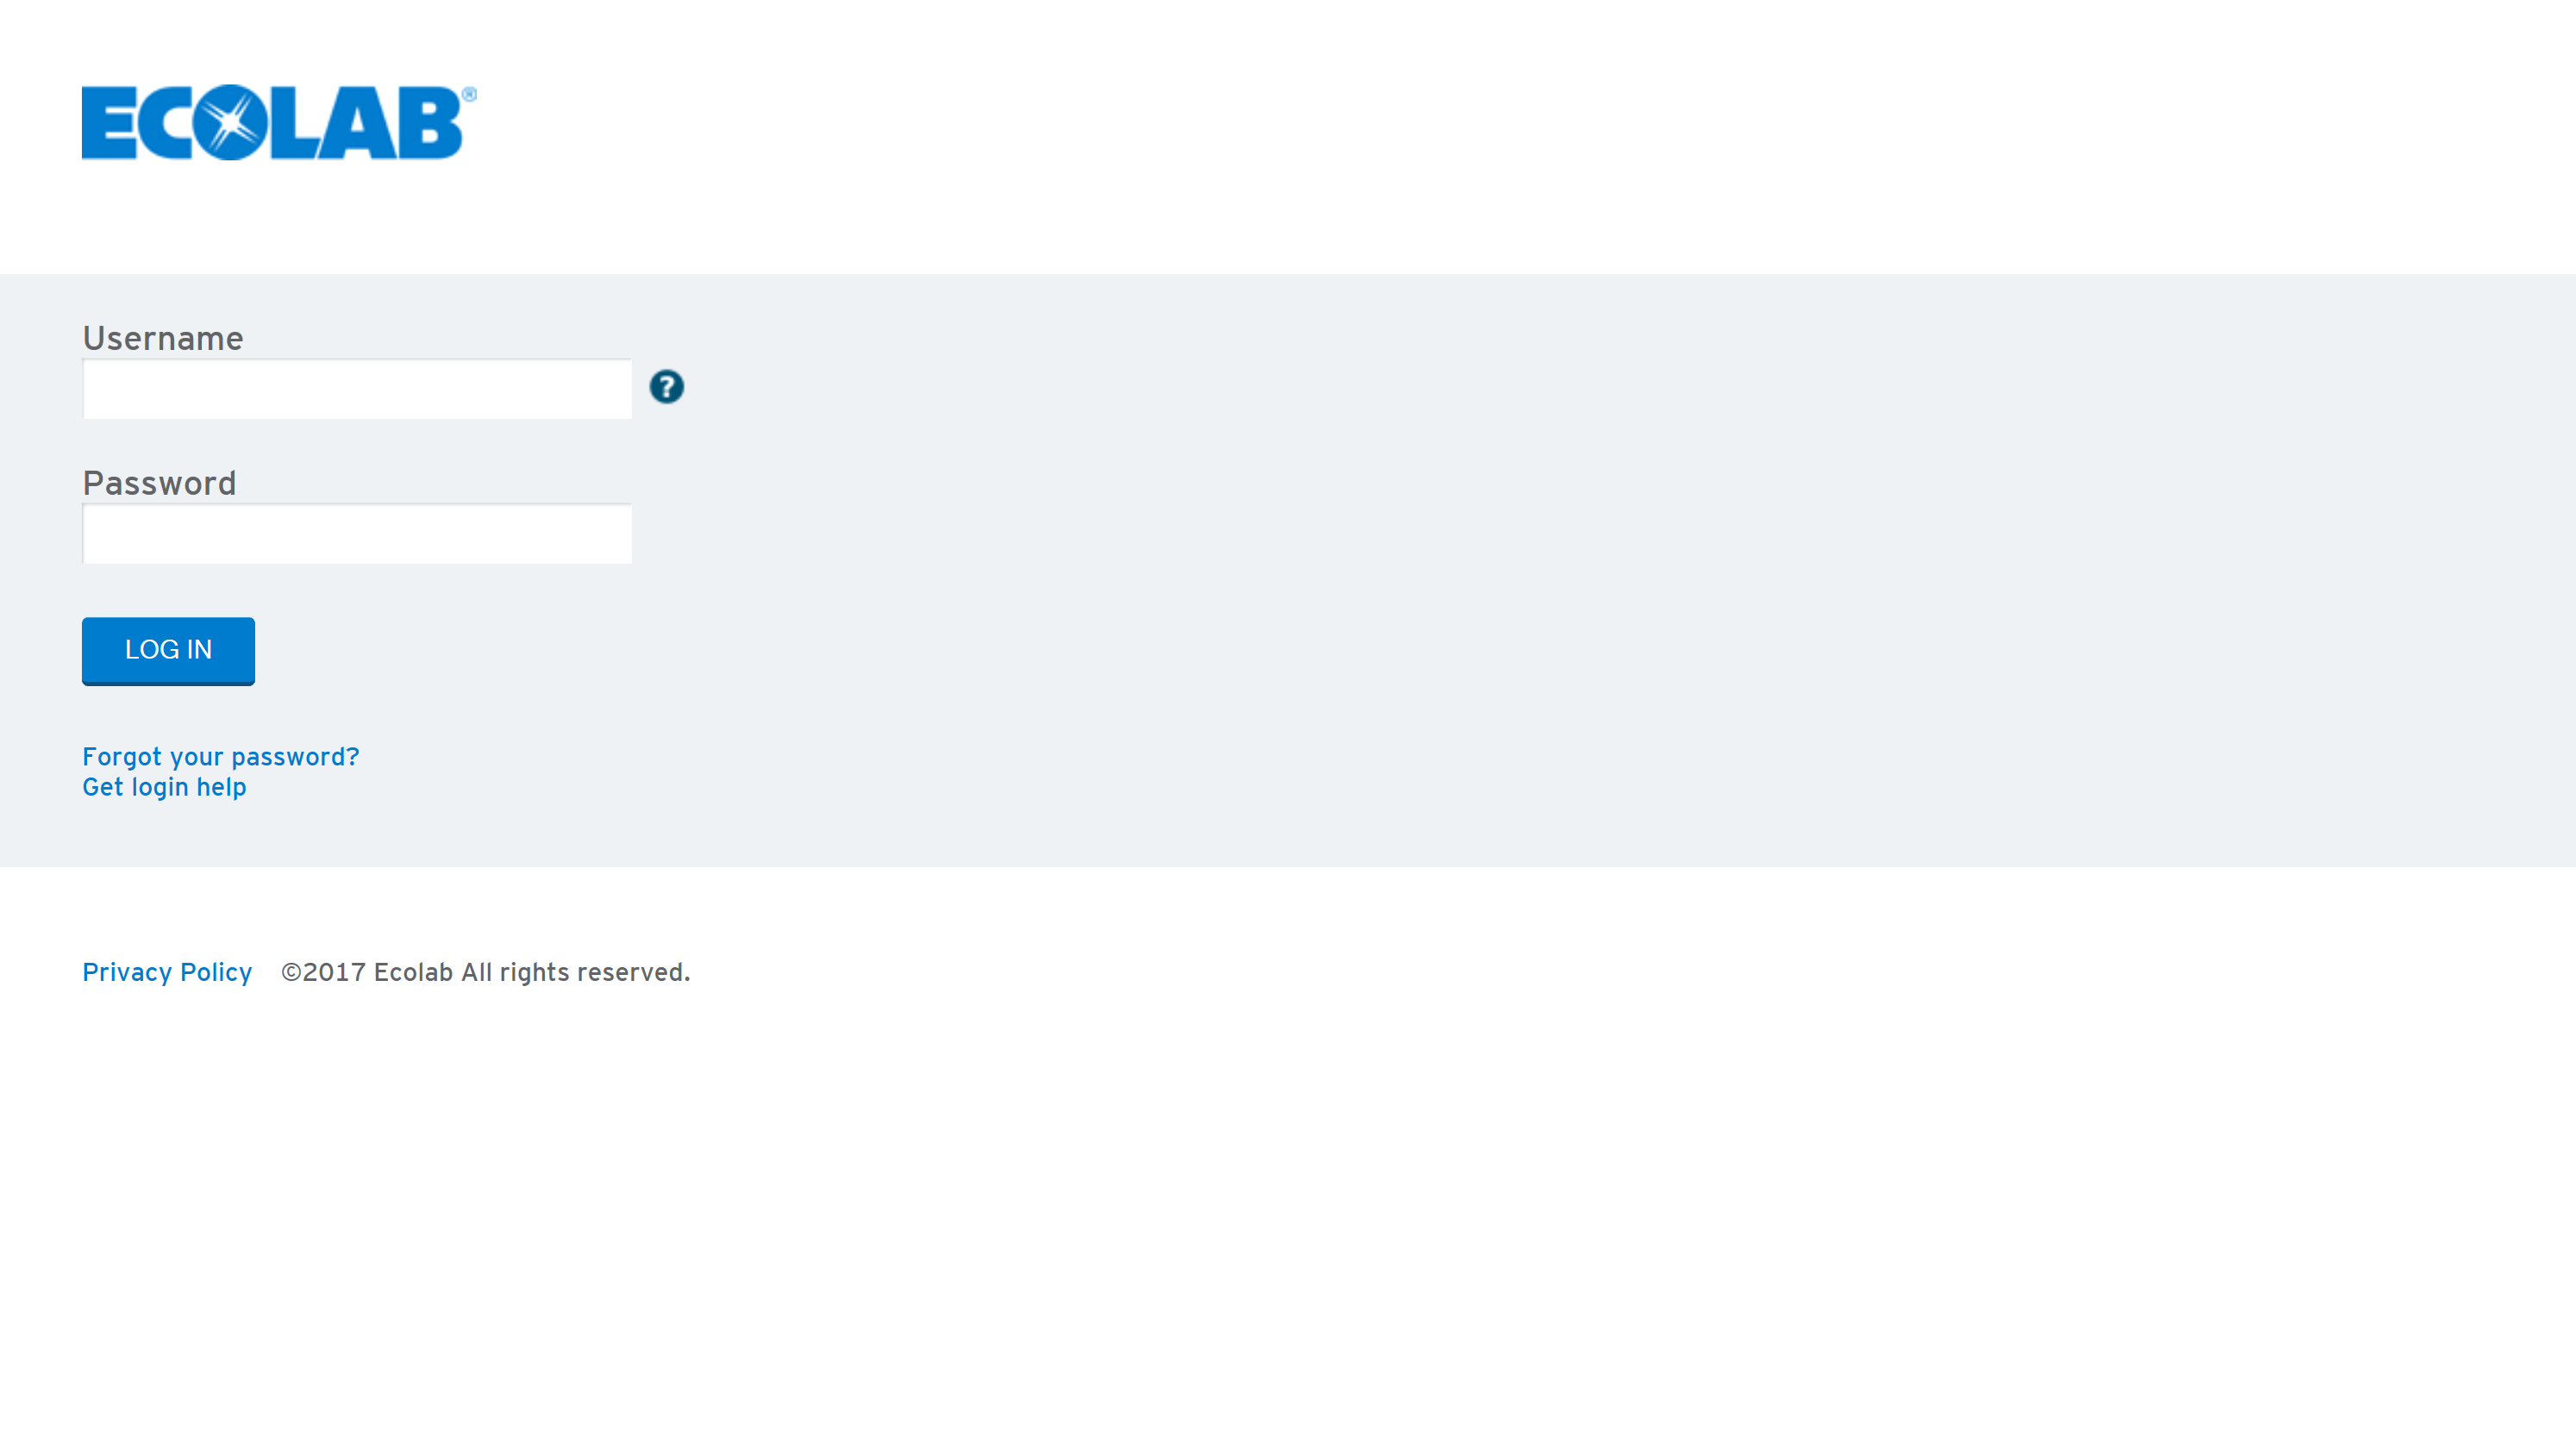 ECOLAB®
Username
?
Password
LOG IN
Forgot your password?
Get login help
Privacy Policy ©2017 Ecolab All rights reserved.